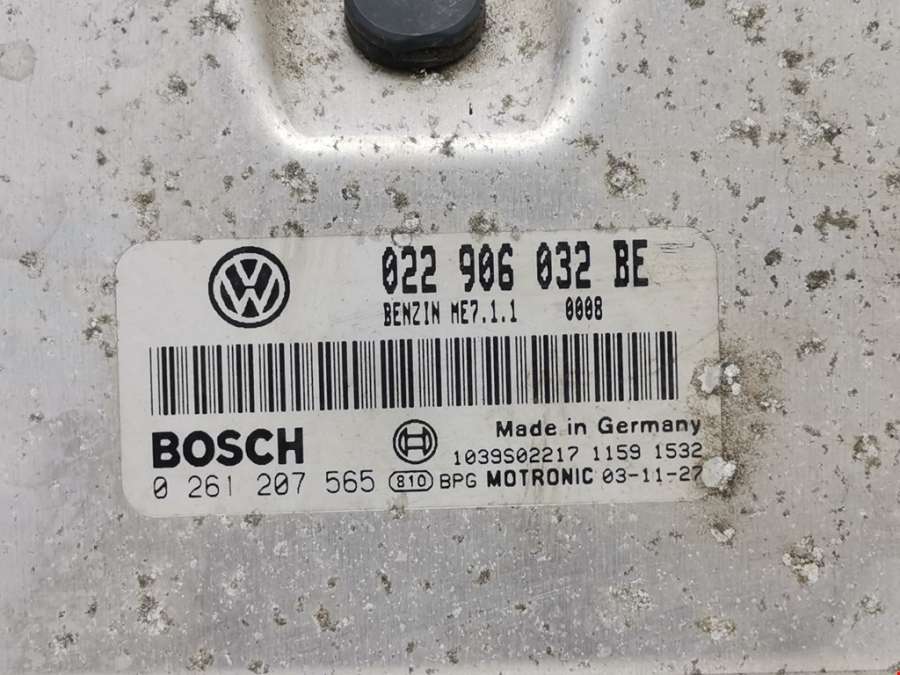 022 906 032 BE
BENZIN ME7.1.1 0008
BOSCH
Made in Germany
1039S02217 1159 1532
0 261 207 565 810 BPG MOTRONIC 03-11-27